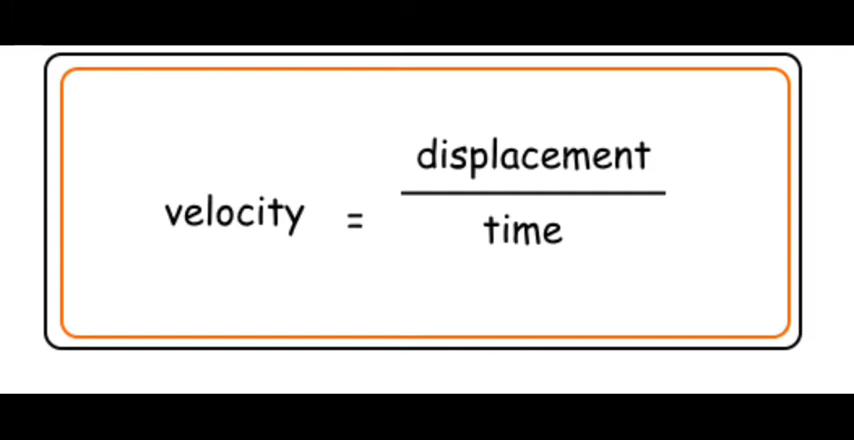 displacement
velocity =
time